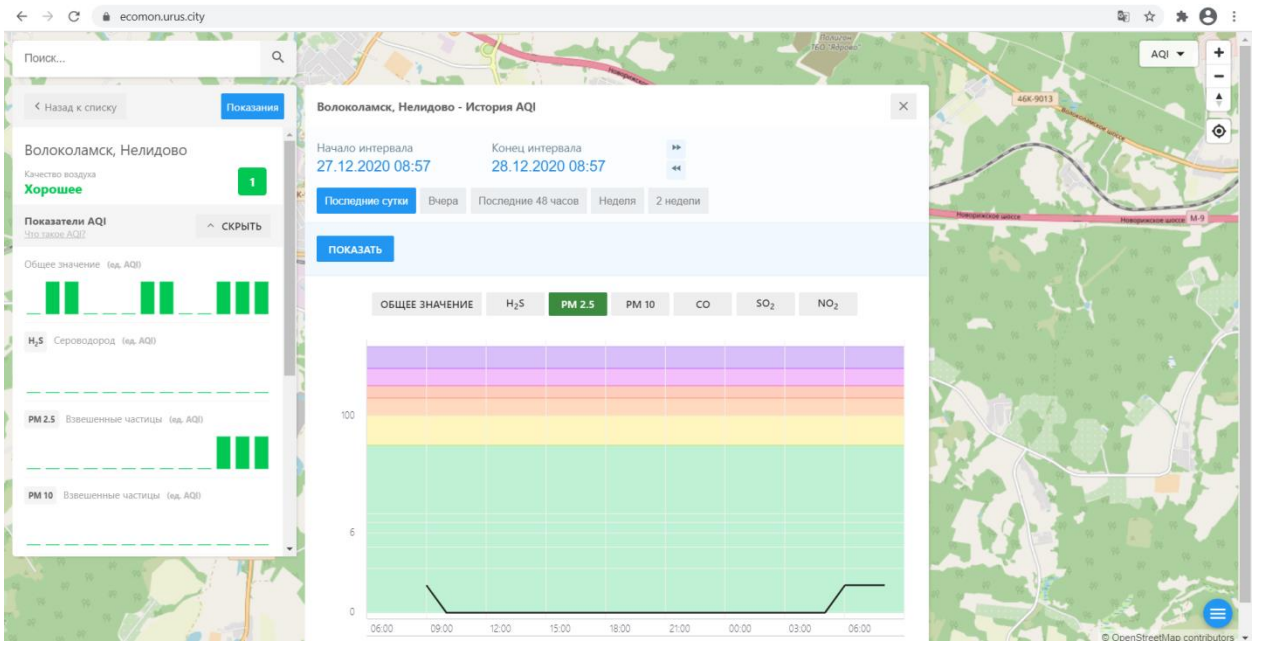 ecomon.urus.city
Поиск...
Назад к списку
Показания
Волоколамск, Нелидово
Качество воздуха
Хорошее
1
Показатели AQI
Что такое AQI?
СКРЫТЬ
Общее значение (ед. AQI)
H₂S Сероводород (ед. AQI)
PM 2.5 Взвешенные частицы (ед. AQI)
PM 10 Взвешенные частицы (ед. AQI)
Волоколамск, Нелидово - История AQI
Начало интервала
27.12.2020 08:57
Конец интервала
28.12.2020 08:57
Последние сутки Вчера Последние 48 часов Неделя 2 недели
ПОКАЗАТЬ
ОБЩЕЕ ЗНАЧЕНИЕ H₂S PM 2.5 PM 10 CO SO₂ NO₂
100
6
0
06:00 09:00 12:00 15:00 18:00 21:00 00:00 03:00 06:00
Полигон
ТБО "Ядрово"
AQI
46К-9013
Волоколамское шоссе
Новорижское шоссе
Новорижское шоссе
М-9
© OpenStreetMap contributors